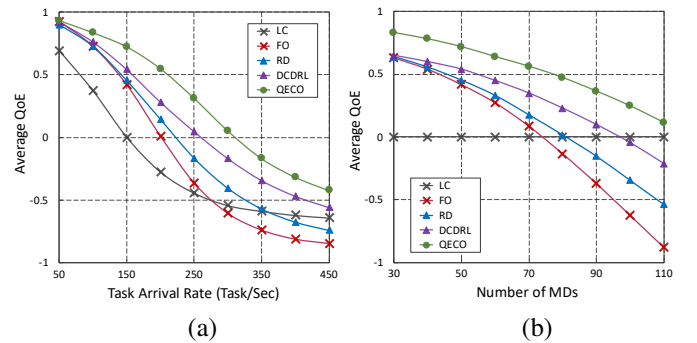 1
0.5
0
-0.5
-1
Average QoE
50
150
250
350
450
Task Arrival Rate (Task/Sec)
LC
FO
RD
DCDRL
QECO
(a)
1
0.5
0
-0.5
-1
Average QoE
LC
FO
RD
DCDRL
QECO
30
50
70
90
110
Number of MDs
(b)